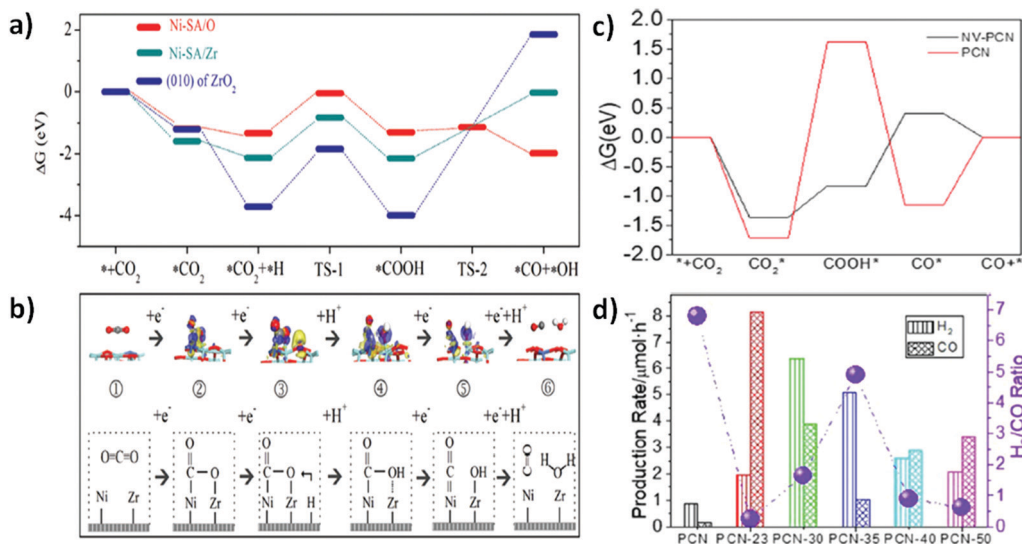 a)
Ni-SA/O
Ni-SA/Zr
(010) of ZrO₂
ΔG (eV)
2
0
-2
-4
*+CO₂ *CO₂ *CO₂+*H TS-1 *COOH TS-2 *CO+*OH
b)
+e⁻ +e⁻ +H⁺ +e⁻ +e⁻+H⁺
① ② ③ ④ ⑤ ⑥
+e⁻ +e⁻ +H⁺ +e⁻ +e⁻+H⁺
O=C=O
O O O O
C-O C-O C-OH C OH H H
O
Ni Zr Ni Zr Ni Zr H Ni Zr Ni Zr Ni Zr
c)
NV-PCN
PCN
ΔG(eV)
2.0
1.5
1.0
0.5
0.0
-0.5
-1.0
-1.5
-2.0
*+CO₂ CO₂* COOH* CO* CO+*
d)
H₂
CO
Production Rate/μmol·h⁻¹
8
7
6
5
4
3
2
1
0
H₂/CO Ratio
7
6
5
4
3
2
1
0
PCN PCN-23 PCN-30 PCN-35 PCN-40 PCN-50